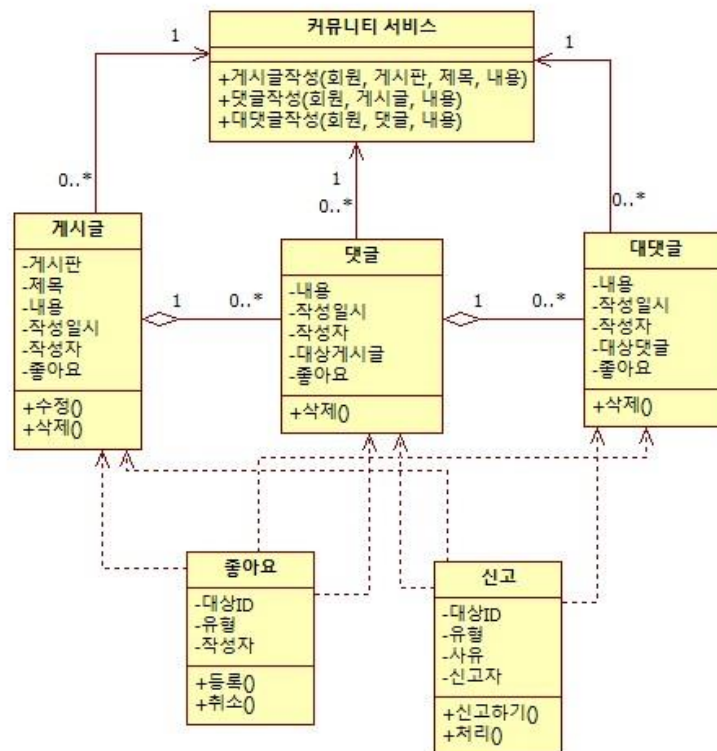 커뮤니티 서비스
+게시글작성(회원, 게시판, 제목, 내용)
+댓글작성(회원, 게시글, 내용)
+대댓글작성(회원, 댓글, 내용)
1
1
0..*
1
0..*
0..*
게시글
-게시판
-제목
-내용
-작성일시
-작성자
-좋아요
+수정()
+삭제()
1
0..*
댓글
-내용
-작성일시
-작성자
-대상게시글
-좋아요
+삭제()
1
0..*
대댓글
-내용
-작성일시
-작성자
-대상댓글
-좋아요
+삭제()
좋아요
-대상ID
-유형
-작성자
+등록()
+취소()
신고
-대상ID
-유형
-사유
-신고자
+신고하기()
+처리()